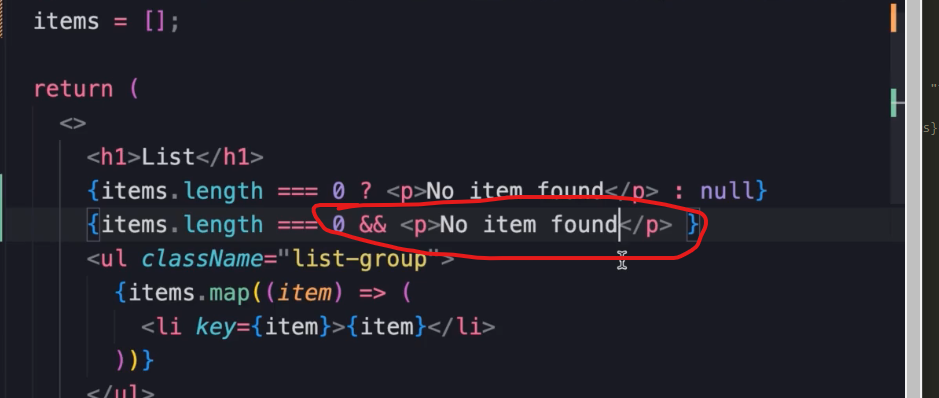 items = [];
return (
<>
<h1>List</h1>
{items.length === 0 ? <p>No item found</p> : null}
{items.length === 0 && <p>No item found</p> }
<ul className="list-group">
{items.map((item) => (
<li key={item}>{item}</li>
))}
</ul>
"
s}